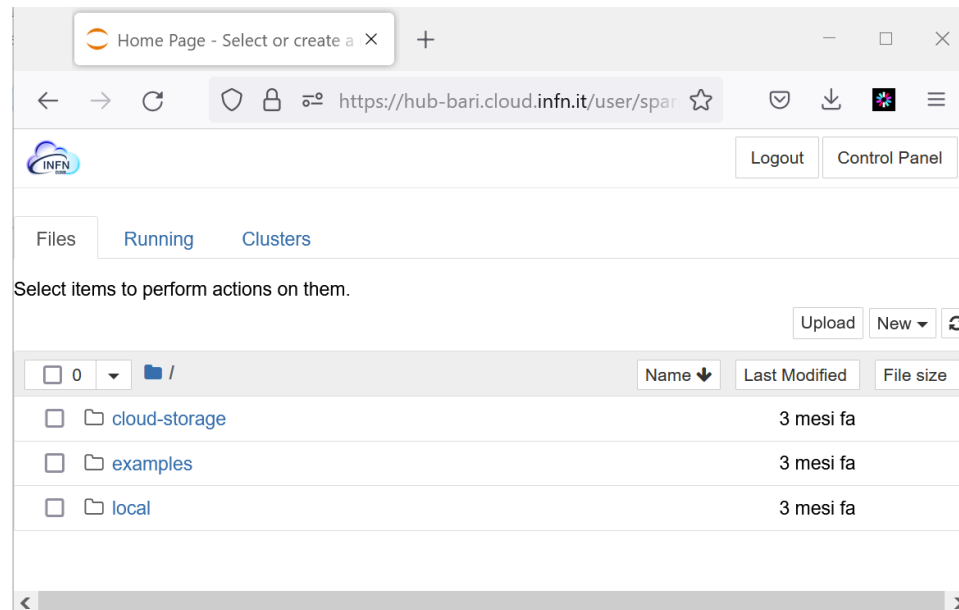 Home Page - Select or create a
https://hub-bari.cloud.infn.it/user/spar
INFN
Logout Control Panel
Files Running Clusters
Select items to perform actions on them.
Upload New
0 / Name Last Modified File size
cloud-storage 3 mesi fa
examples 3 mesi fa
local 3 mesi fa